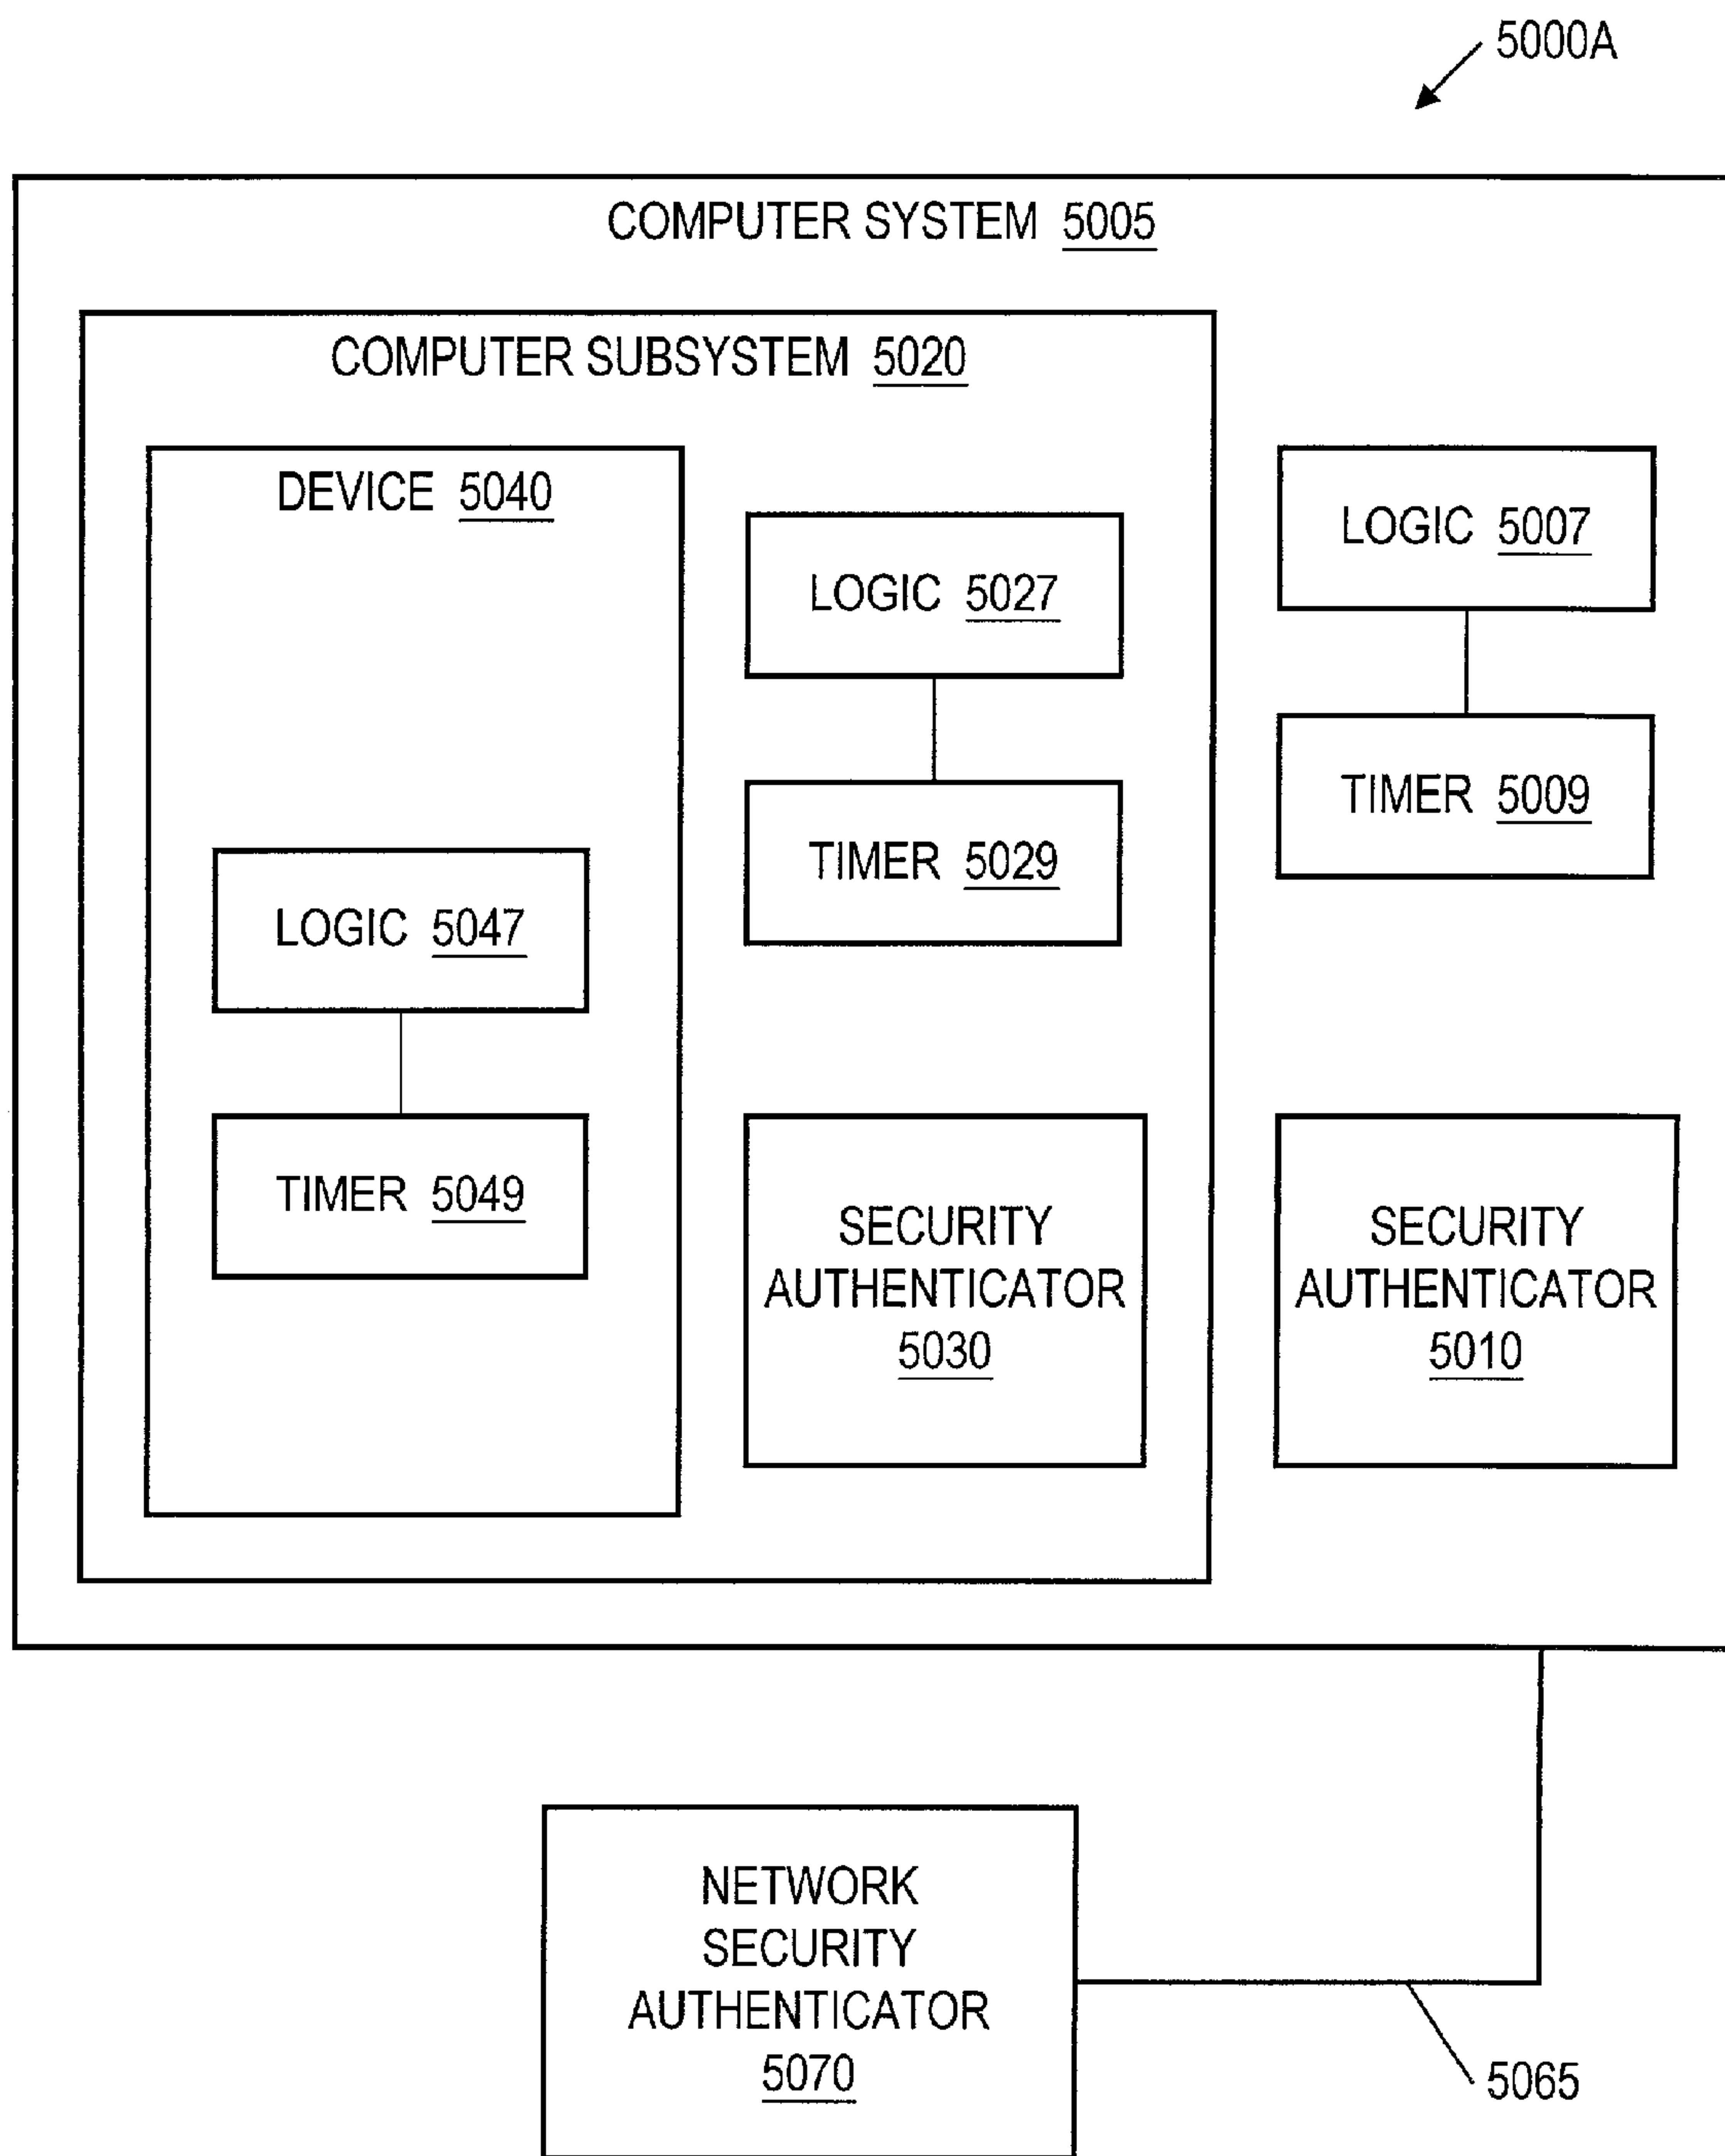 5000A
COMPUTER SYSTEM 5005
COMPUTER SUBSYSTEM 5020
DEVICE 5040
LOGIC 5007
LOGIC 5027
TIMER 5009
TIMER 5029
LOGIC 5047
TIMER 5049
SECURITY
AUTHENTICATOR
5030
SECURITY
AUTHENTICATOR
5010
NETWORK
SECURITY
AUTHENTICATOR
5070
5065